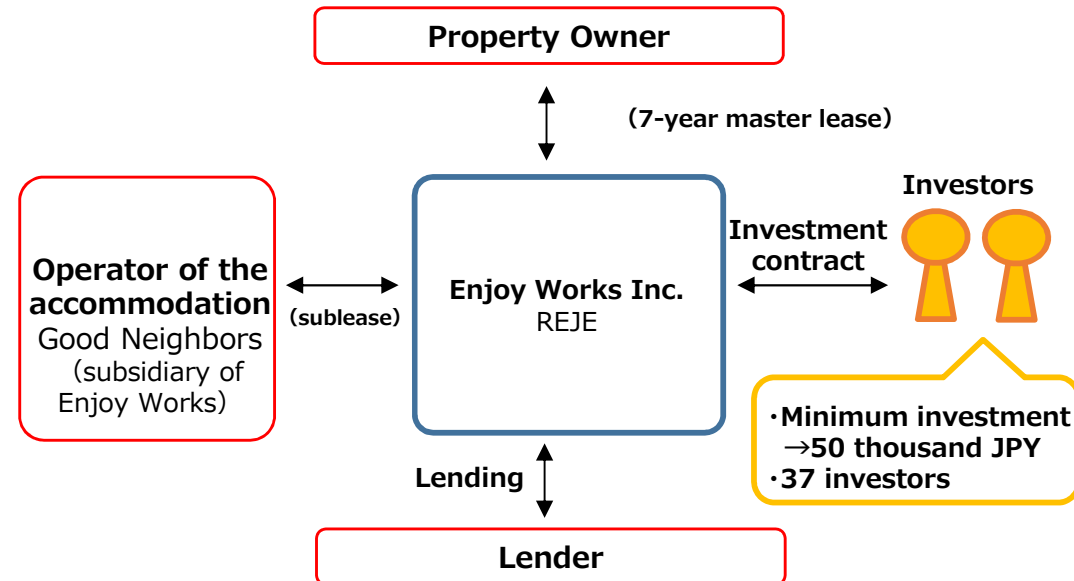 Property Owner
（7-year master lease）
Investors
Investment
contract
Operator of the
accommodation
Good Neighbors
（subsidiary of
Enjoy Works）
（sublease）
Enjoy Works Inc.
REJE
・Minimum investment
→50 thousand JPY
・37 investors
Lending
Lender